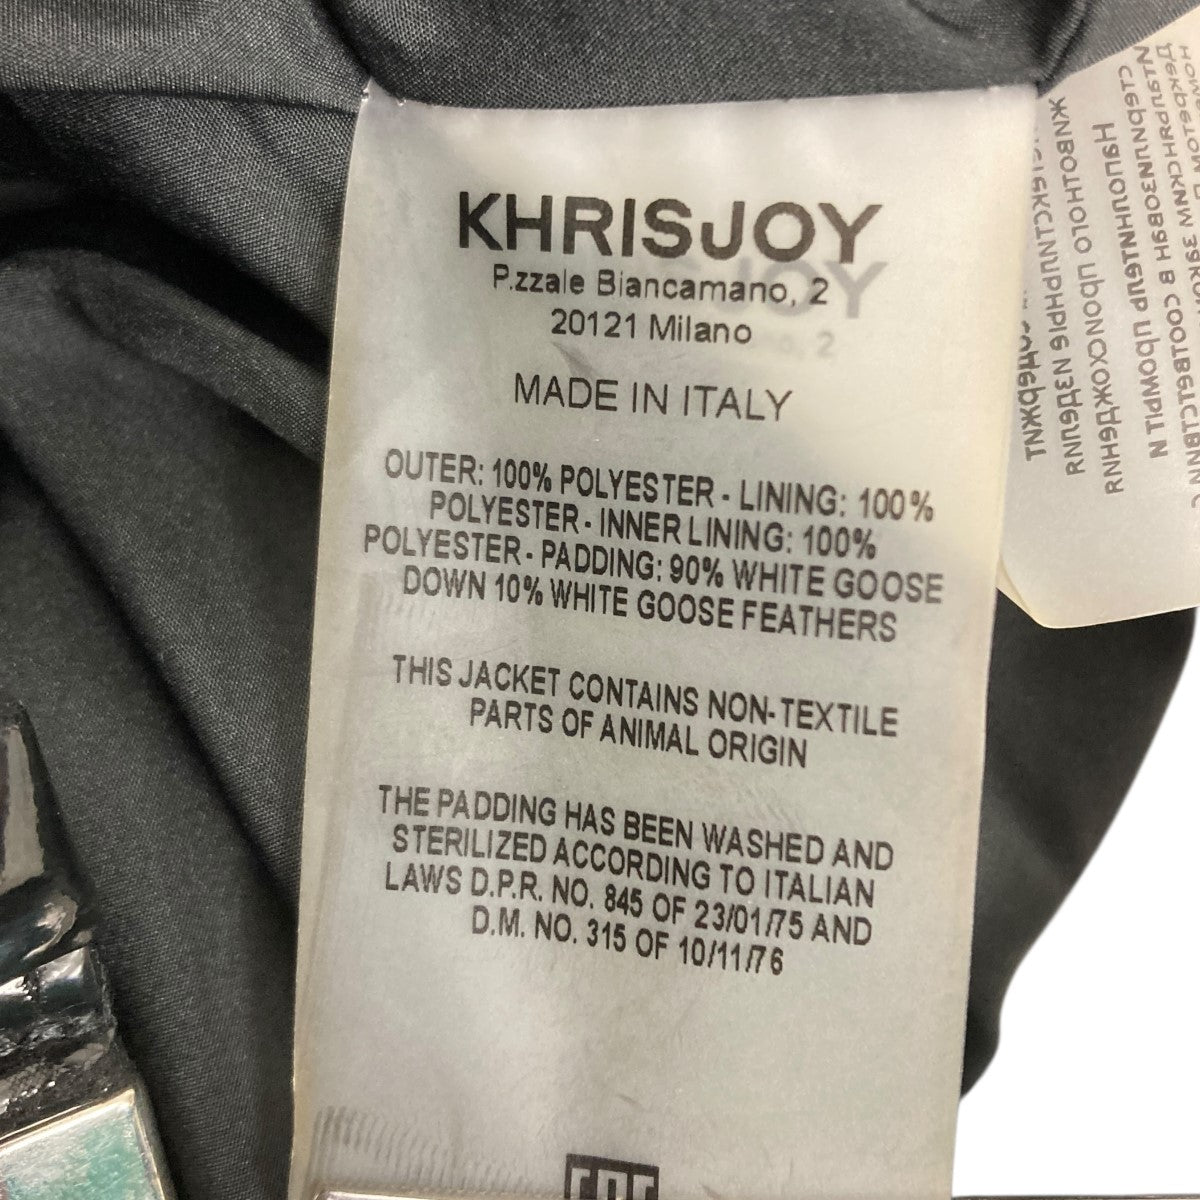 KHRISJOY
P.zzale Biancamano, 2
20121 Milano
MADE IN ITALY
OUTER: 100% POLYESTER - LINING: 100%
POLYESTER - INNER LINING: 100%
POLYESTER - PADDING: 90% WHITE GOOSE
DOWN 10% WHITE GOOSE FEATHERS
THIS JACKET CONTAINS NON-TEXTILE
PARTS OF ANIMAL ORIGIN
THE PADDING HAS BEEN WASHED AND
STERILIZED ACCORDING TO ITALIAN
LAWS D.P.R. NO. 845 OF 23/01/75 AND
D.M. NO. 315 OF 10/11/76